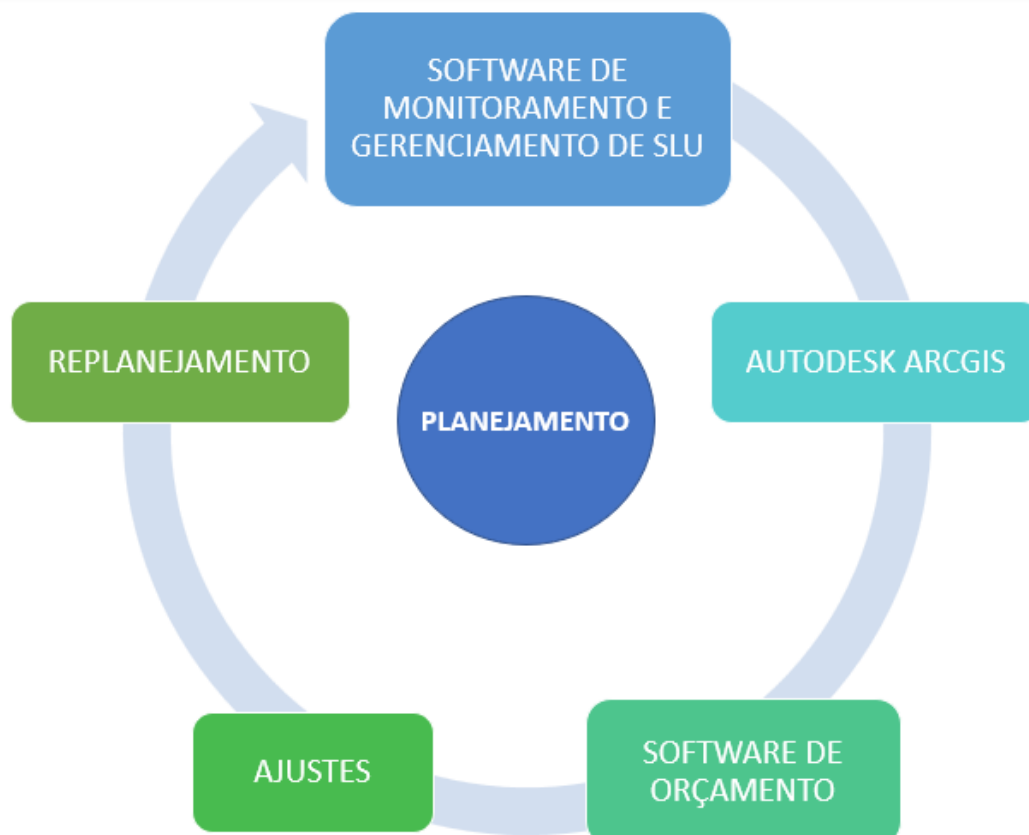 SOFTWARE DE
MONITORAMENTO E
GERENCIAMENTO DE SLU
REPLANEJAMENTO
PLANEJAMENTO
AUTODESK ARCGIS
AJUSTES
SOFTWARE DE
ORÇAMENTO